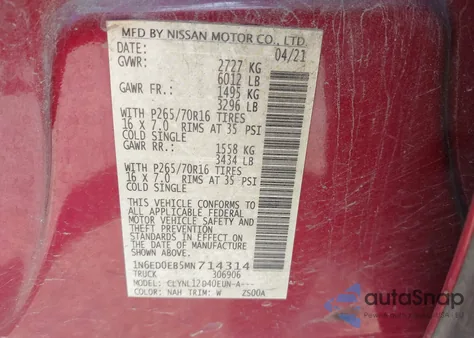 MFD BY NISSAN MOTOR CO., LTD.
DATE: 04/21
GVWR: 2727 KG
6012 LB
GAWR FR.: 1495 KG
3296 LB
WITH P265/70R16 TIRES
16 x 7.0 RIMS AT 35 PSI
COLD SINGLE
GAWR RR.: 1558 KG
3434 LB
WITH P265/70R16 TIRES
16 x 7.0 RIMS AT 35 PSI
COLD SINGLE
THIS VEHICLE CONFORMS TO ALL
APPLICABLE FEDERAL MOTOR
VEHICLE SAFETY AND THEFT
PREVENTION STANDARDS IN
EFFECT ON THE DATE OF
MANUFACTURE SHOWN ABOVE.
1N6ED0EB5MN714314
TRUCK 306906
MODEL: CLYNL
COLOR: NAH TRIM: W ZS00A
autoSnap